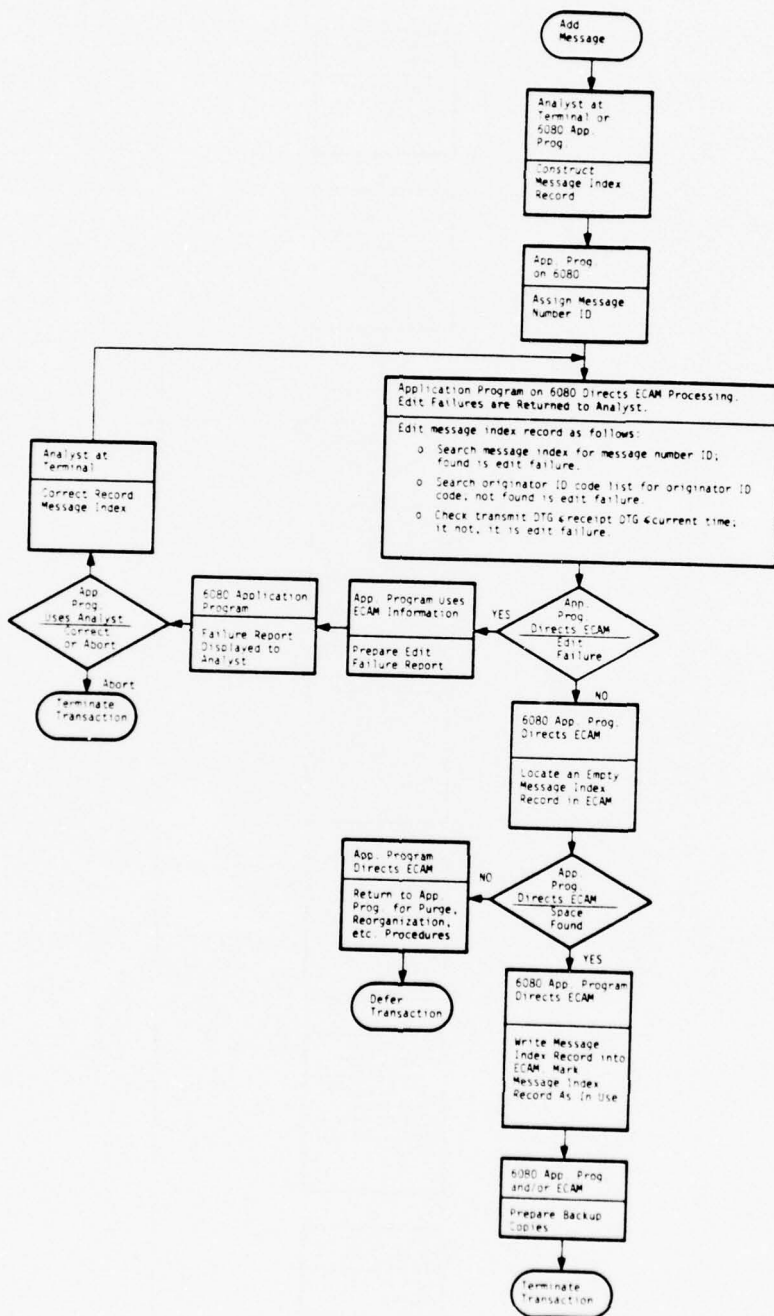 Add
Message
Analyst at
Terminal or
6080 App.
Prog.
Construct
Message Index
Record
App. Prog.
on 6080
Assign Message
Number ID
Application Program on 6080 Directs ECAM Processing.
Edit Failures are Returned to Analyst.
Edit message index record as follows:
o Search message index for message number ID;
found is edit failure.
o Search originator ID code list for originator ID
code; not found is edit failure.
o Check transmit DTG ≤receipt DTG ≤current time;
it not, it is edit failure.
App.
Prog.
Directs ECAM
Edit
Failure
YES
App. Program Uses
ECAM Information
Prepare Edit
Failure Report
6080 Application
Program
Failure Report
Displayed to
Analyst
App
Prog.
Uses Analyst
Correct
or Abort
Analyst at
Terminal
Correct Record
Message Index
Abort
Terminate
Transaction
NO
6080 App. Prog.
Directs ECAM
Locate an Empty
Message Index
Record in ECAM
App.
Prog.
Directs ECAM
Space
Found
NO
App. Program
Directs ECAM
Return to App.
Prog. for Purge,
Reorganization,
etc. Procedures
Defer
Transaction
YES
6080 App. Program
Directs ECAM
Write Message
Index Record into
ECAM Mark
Message Index
Record As In Use
6080 App. Prog
and/or ECAM
Prepare Backup
Copies
Terminate
Transaction